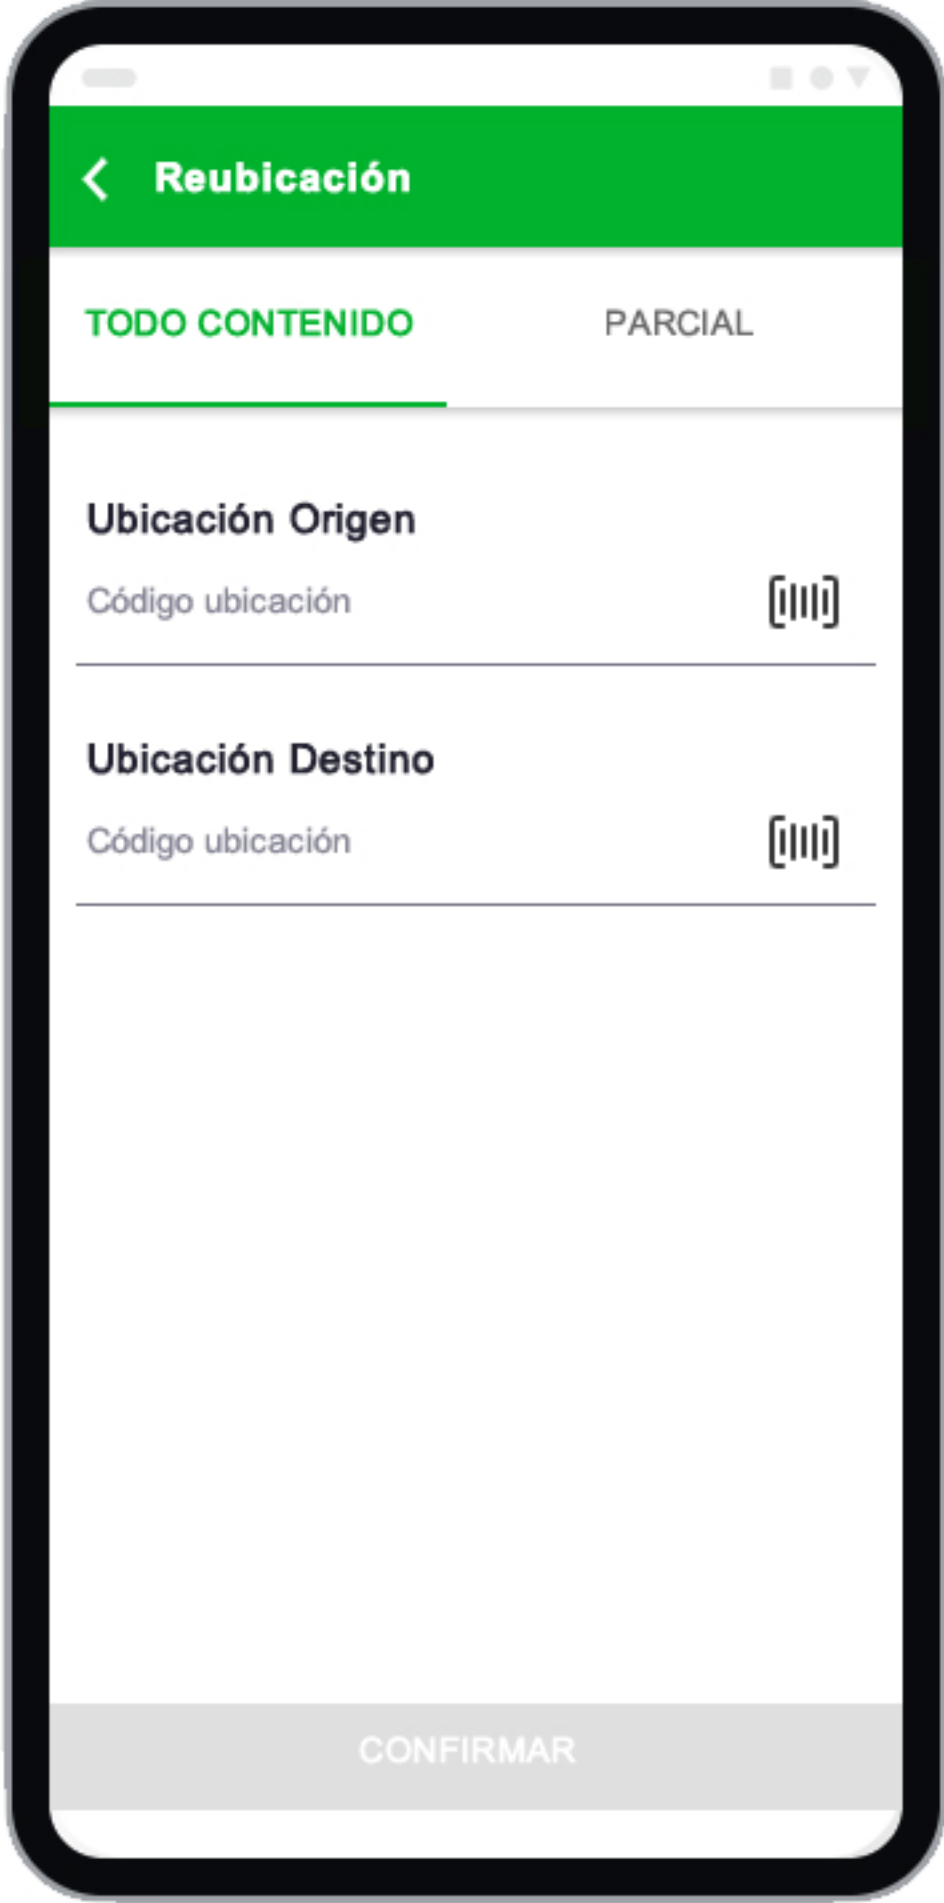 Reubicación
TODO CONTENIDO
PARCIAL
Ubicación Origen
Código ubicación
Ubicación Destino
Código ubicación
CONFIRMAR